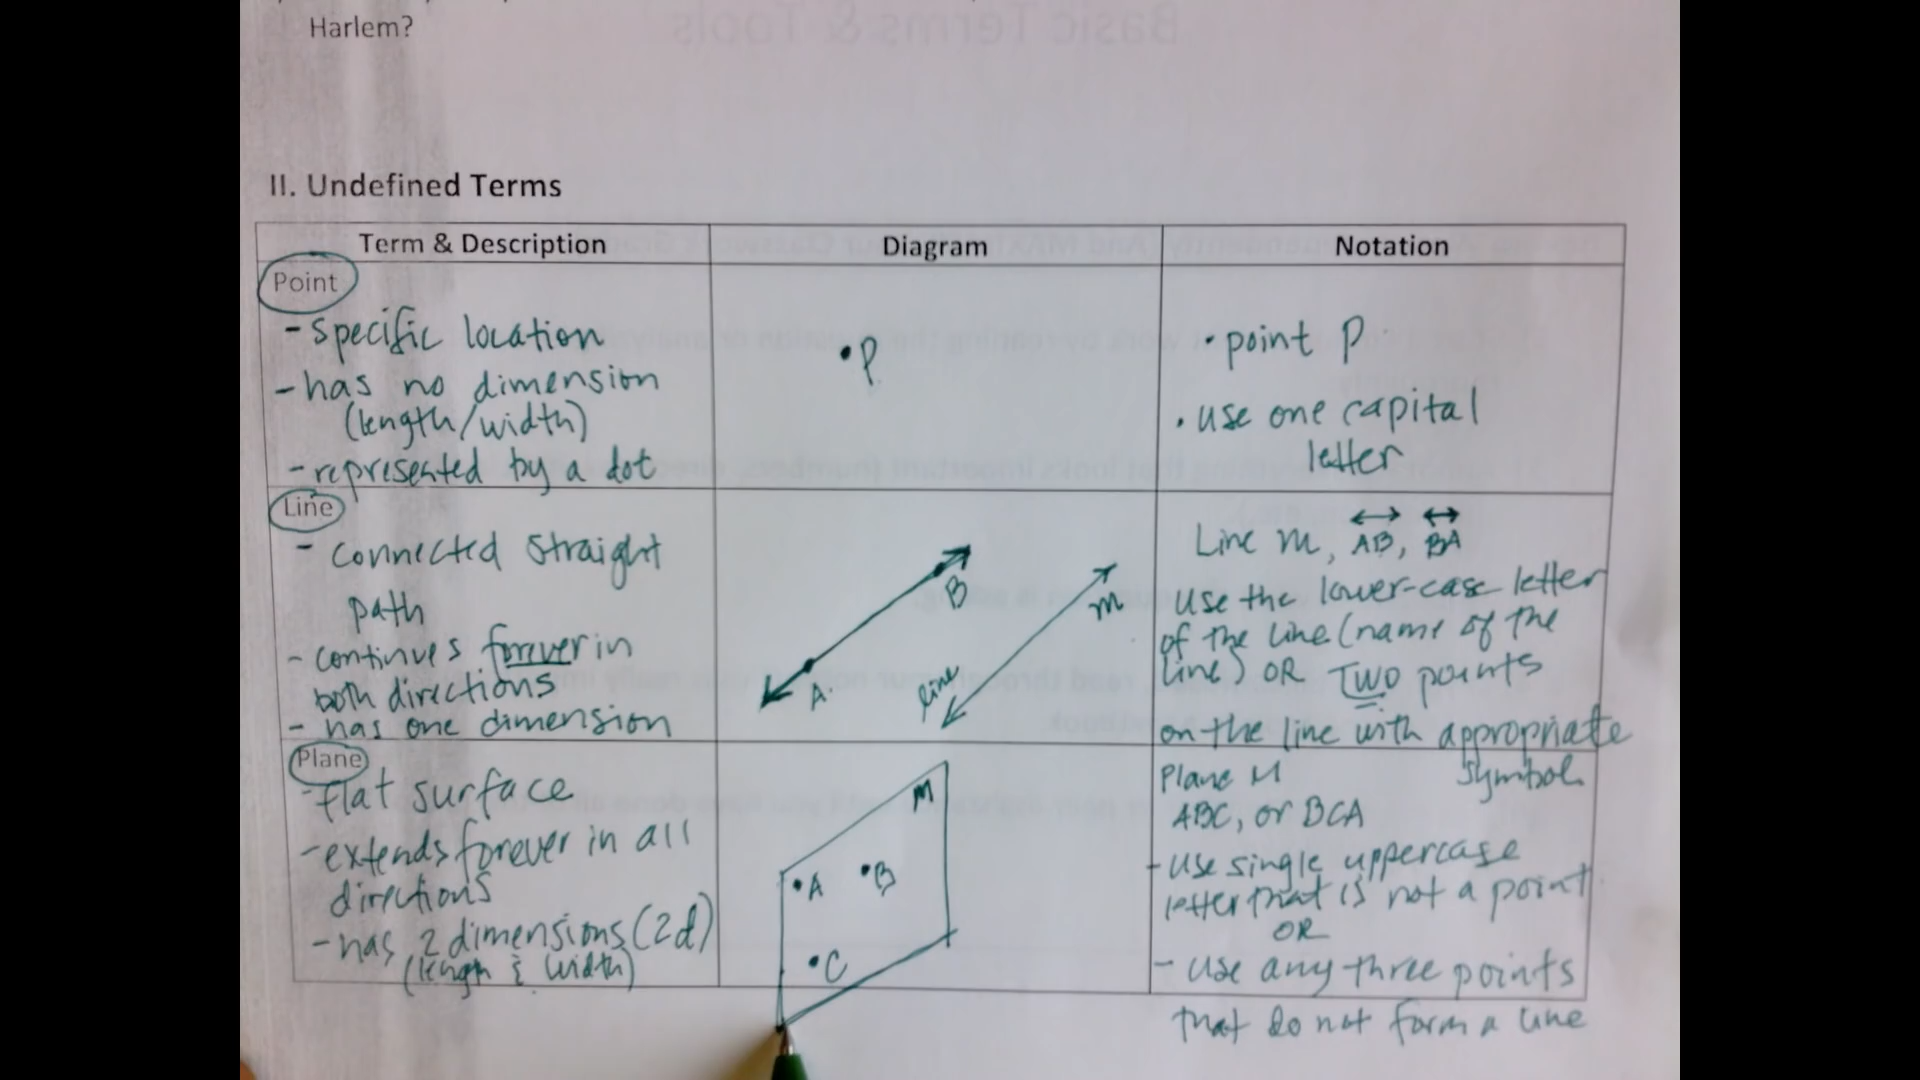 Harlem?
Basic Terms & Tools
II. Undefined Terms
Term & Description
Diagram
Notation
Point
- specific location
- has no dimension
(length/width)
- represented by a dot
P
• point P
• use one capital
letter
Line
- connected straight
path
- continues forever in
both directions
- has one dimension
B
A
m
line
Line m, AB, BA
Use the lower-case letter
of the line (name of the
line) OR Two points
on the line with appropriate
symbol.
Plane
- flat surface
- extends forever in all
directions
- has 2 dimensions (2d)
(length & width)
M
A
B
C
Plane M
ABC, or BCA
- use single uppercase
letter that is not a point
OR
- use any three points
that do not form a line